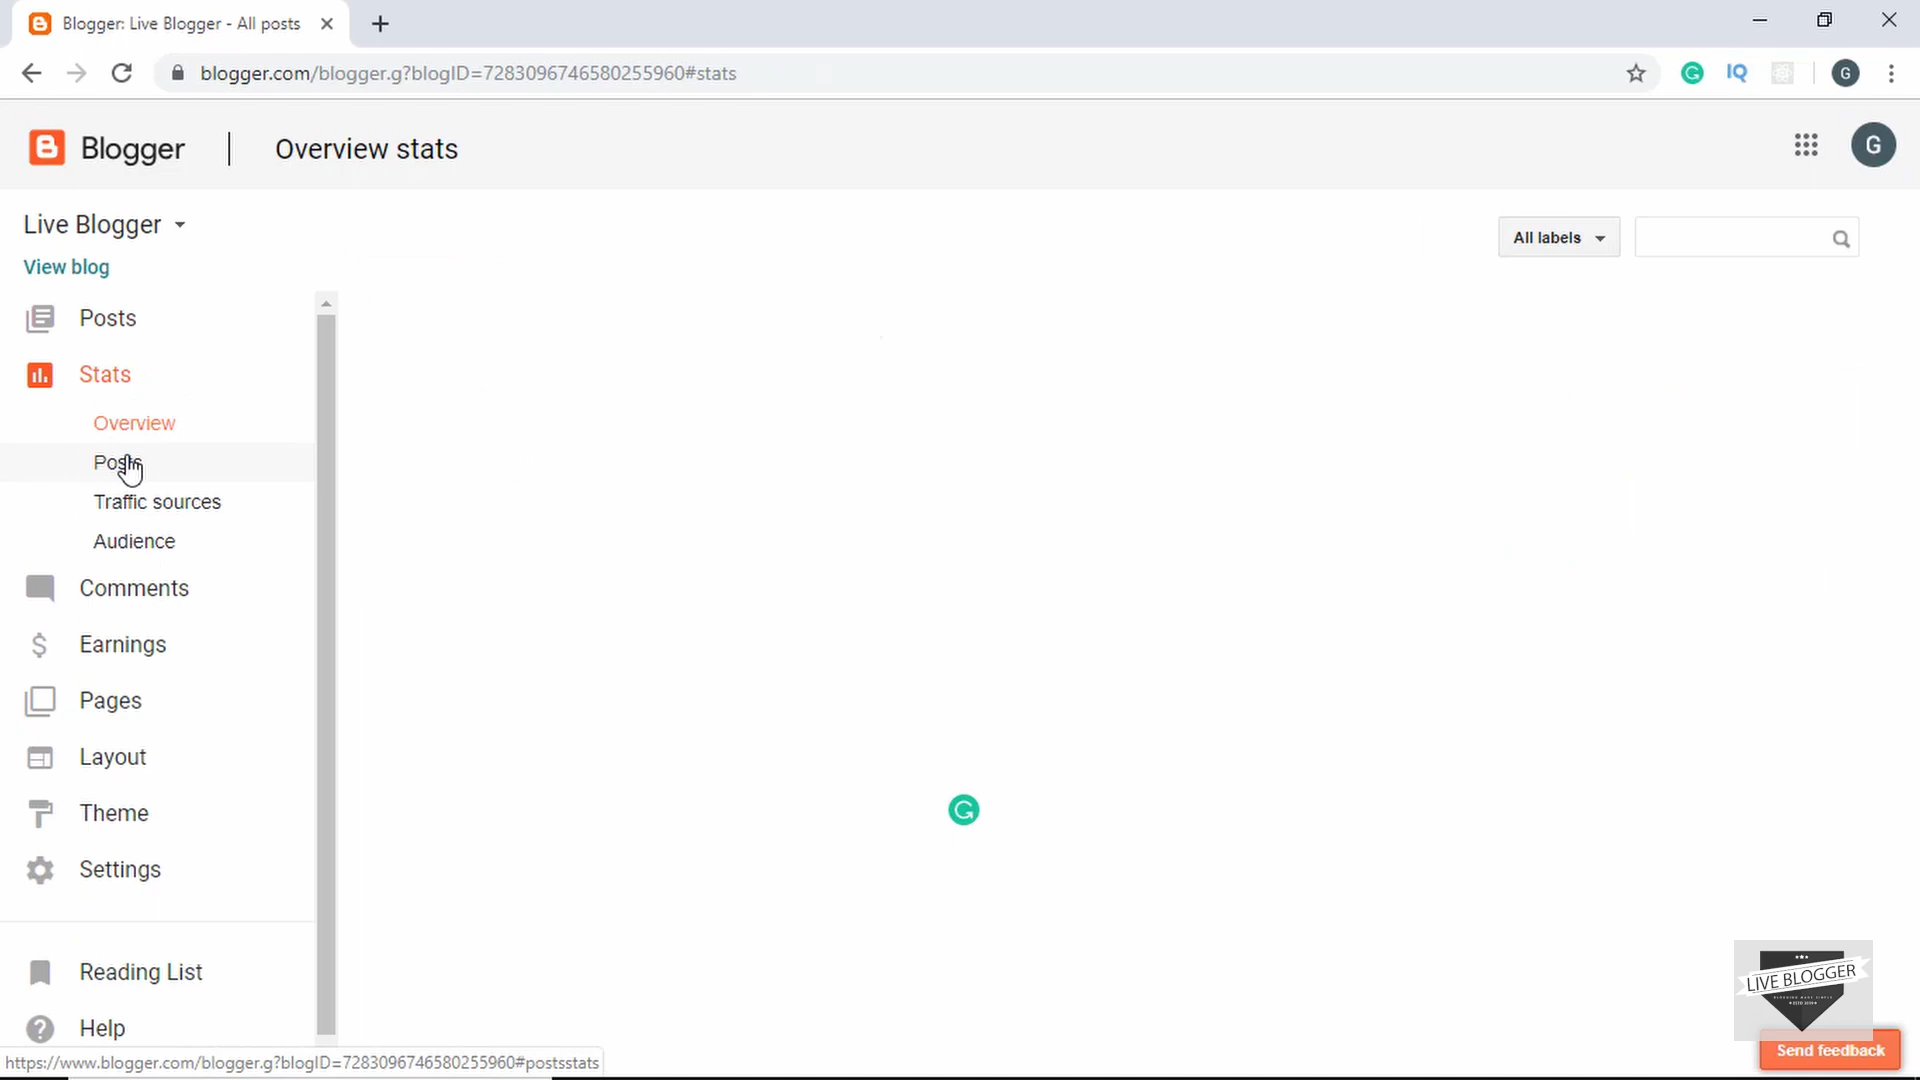 Blogger: Live Blogger - All posts
blogger.com/blogger.g?blogID=7283096746580255960#stats
IQ
G
Blogger
Overview stats
G
Live Blogger
View blog
All labels
Posts
Stats
Overview
Posts
Traffic sources
Audience
Comments
Earnings
Pages
Layout
Theme
Settings
Reading List
Help
LIVE BLOGGER
Send feedback
https://www.blogger.com/blogger.g?blogID=7283096746580255960#postsstats